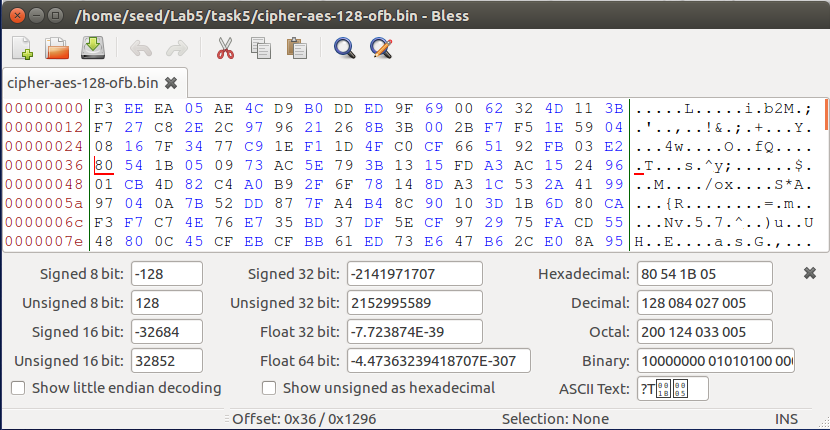 /home/seed/Lab5/task5/cipher-aes-128-ofb.bin - Bless
cipher-aes-128-ofb.bin
00000000 F3 EE EA 05 AE 4C D9 B0 DD ED 9F 69 00 62 32 4D 11 3B .....L.....i.b2M.;
00000012 F7 27 C8 2E 2C 97 96 21 26 8B 3B 00 2B F7 F5 1E 59 04 .'..,..!&.;.+...Y.
00000024 08 16 7F 34 77 C9 1E F1 1D 4F C0 CF 66 51 92 FB 03 E2 ...4w....O..fQ....
00000036 80 54 1B 05 09 73 AC 5E 79 3B 13 15 FD A3 AC 15 24 96 .T...s.^y;......$.
00000048 01 CB 4D 82 C4 A0 B9 2F 6F 78 14 8D A3 1C 53 2A 41 99 ..M..../ox....S*A.
0000005a 97 04 0A 7B 52 DD 87 7F A4 B4 8C 90 10 3D 1B 6D 80 CA ...{R........=.m..
0000006c F3 F7 C7 4E 76 E7 35 BD 37 DF 5E CF 97 29 75 FA CD 55 ...Nv.5.7.^..)u..U
0000007e 48 80 0C 45 CF EB CF BB 61 ED 73 E6 47 B6 2C E0 8A 95 H..E....a.s.G.,...
Signed 8 bit: -128 Signed 32 bit: -2141971707 Hexadecimal: 80 54 1B 05
Unsigned 8 bit: 128 Unsigned 32 bit: 2152995589 Decimal: 128 084 027 005
Signed 16 bit: -32684 Float 32 bit: -7.723874E-39 Octal: 200 124 033 005
Unsigned 16 bit: 32852 Float 64 bit: -4.47363239418707E-307 Binary: 10000000 01010100 00
Show little endian decoding Show unsigned as hexadecimal ASCII Text: ?T
Offset: 0x36 / 0x1296 Selection: None INS